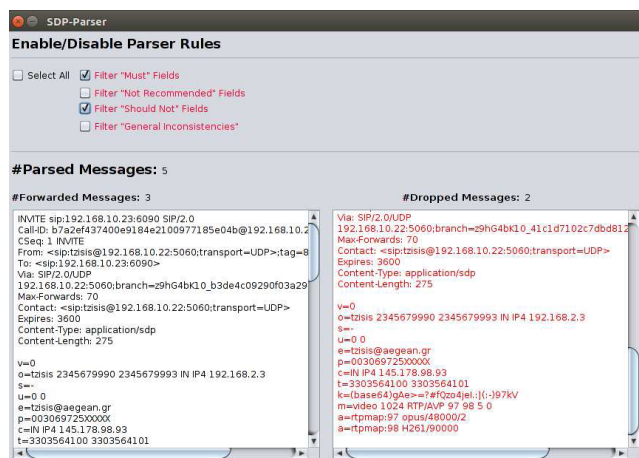 SDP-Parser
Enable/Disable Parser Rules
Select All
Filter "Must" Fields
Filter "Not Recommended" Fields
Filter "Should Not" Fields
Filter "General Inconsistencies"
#Parsed Messages: 5
#Forwarded Messages: 3
INVITE sip:192.168.10.23:6090 SIP/2.0
Call-ID: b7a2ef437400e9184e2100977185e04b@192.168.10.2
CSeq: 1 INVITE
From: <sip:tzisis@192.168.10.22:5060;transport=UDP>;tag=8
To: <sip:192.168.10.23:6090>
Via: SIP/2.0/UDP
192.168.10.22:5060;branch=z9hG4bK10_b3de4c09290f03a29
Max-Forwards: 70
Contact: <sip:tzisis@192.168.10.22:5060;transport=UDP>
Expires: 3600
Content-Type: application/sdp
Content-Length: 275
v=0
o=tzisis 2345679990 2345679993 IN IP4 192.168.2.3
s=-
u=0 0
e=tzisis@aegean.gr
p=003069725XXXXX
c=IN IP4 145.178.98.93
t=3303564100 3303564101
#Dropped Messages: 2
Via: SIP/2.0/UDP
192.168.10.22:5060;branch=z9hG4bK10_41c1d7102c7dbd812
Max-Forwards: 70
Contact: <sip:tzisis@192.168.10.22:5060;transport=UDP>
Expires: 3600
Content-Type: application/sdp
Content-Length: 275
v=0
o=tzisis 2345679990 2345679993 IN IP4 192.168.2.3
s=-
u=0 0
e=tzisis@aegean.gr
p=003069725XXXXX
c=IN IP4 145.178.98.93
t=3303564100 3303564101
k=(base64)gAe>=?#fQzo4jeI.:](:-)97kV
m=video 1024 RTP/AVP 97 98 5 0
a=rtpmap:97 opus/48000/2
a=rtpmap:98 H261/90000